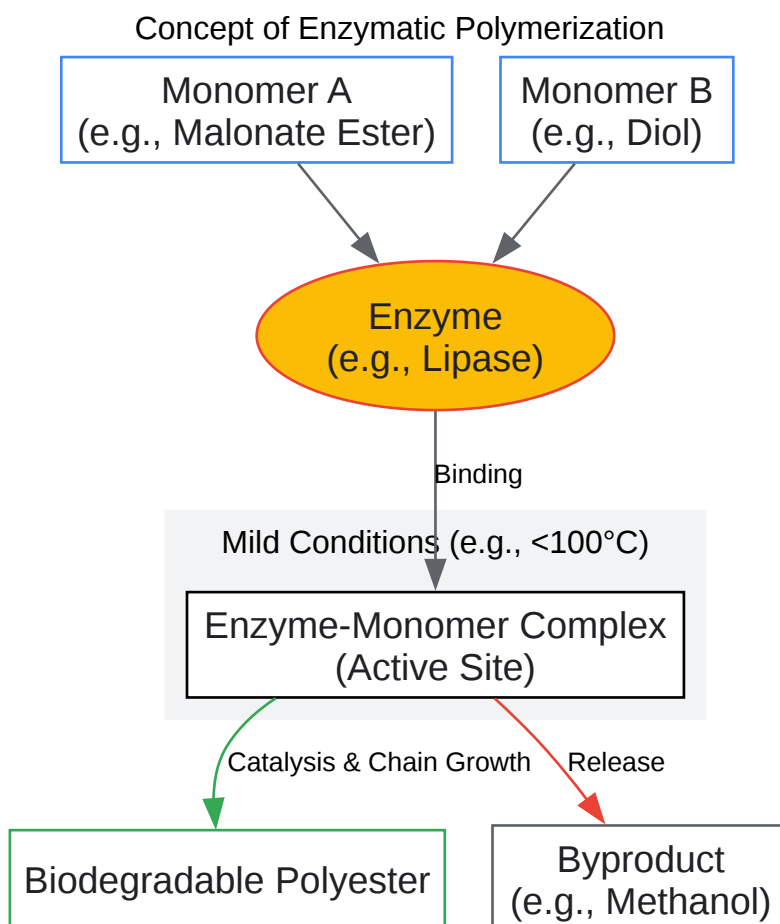 Concept of Enzymatic Polymerization
Monomer A
(e.g., Malonate Ester)
Monomer B
(e.g., Diol)
Enzyme
(e.g., Lipase)
Binding
Mild Conditions (e.g., <100°C)
Enzyme-Monomer Complex
(Active Site)
Catalysis & Chain Growth
Release
Biodegradable Polyester
Byproduct
(e.g., Methanol)